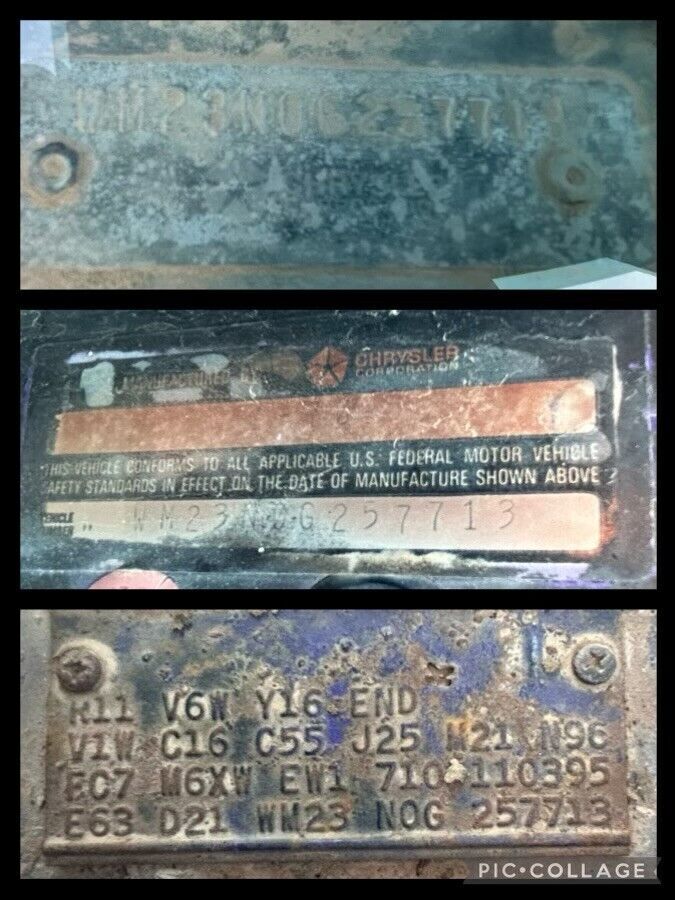 WM23N0G257713
CHRYSLER
CORPORATION
THIS VEHICLE CONFORMS TO ALL APPLICABLE U.S. FEDERAL MOTOR VEHICLE
SAFETY STANDARDS IN EFFECT ON THE DATE OF MANUFACTURE SHOWN ABOVE
VEHICLE
NUMBER WM23N0G257713
R11 V6W Y16 END
V1W C16 C55 J25 M21 N96
EC7 M6XW EW1 710 110395
E63 D21 WM23 NOG 257713
PIC•COLLAGE